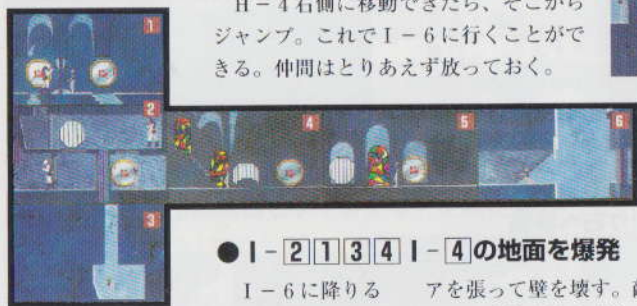 H－4右側に移動できたら、そこから
ジャンプ。これでI－6に行くことがで
きる。仲間はとりあえず放っておく。
1
2
3
4
5
6
●I－2134 I－4の地面を爆発
I－6に降りる
アを張って壁を壊す。